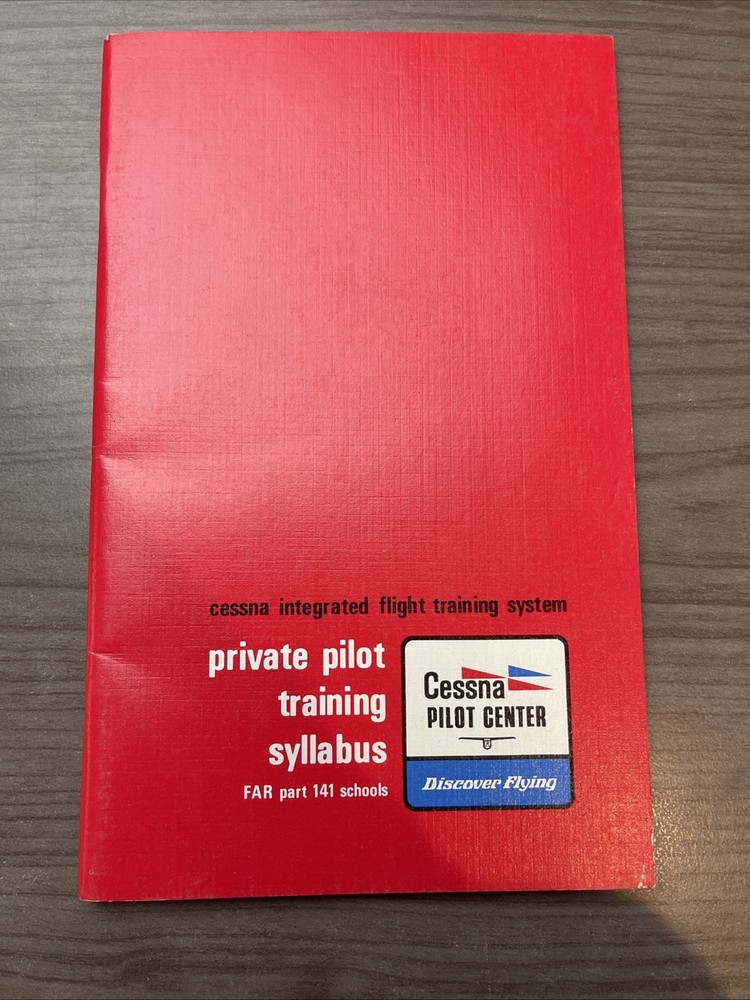 cessna integrated flight training system
private pilot
training
syllabus
FAR part 141 schools
Cessna
PILOT CENTER
Discover Flying